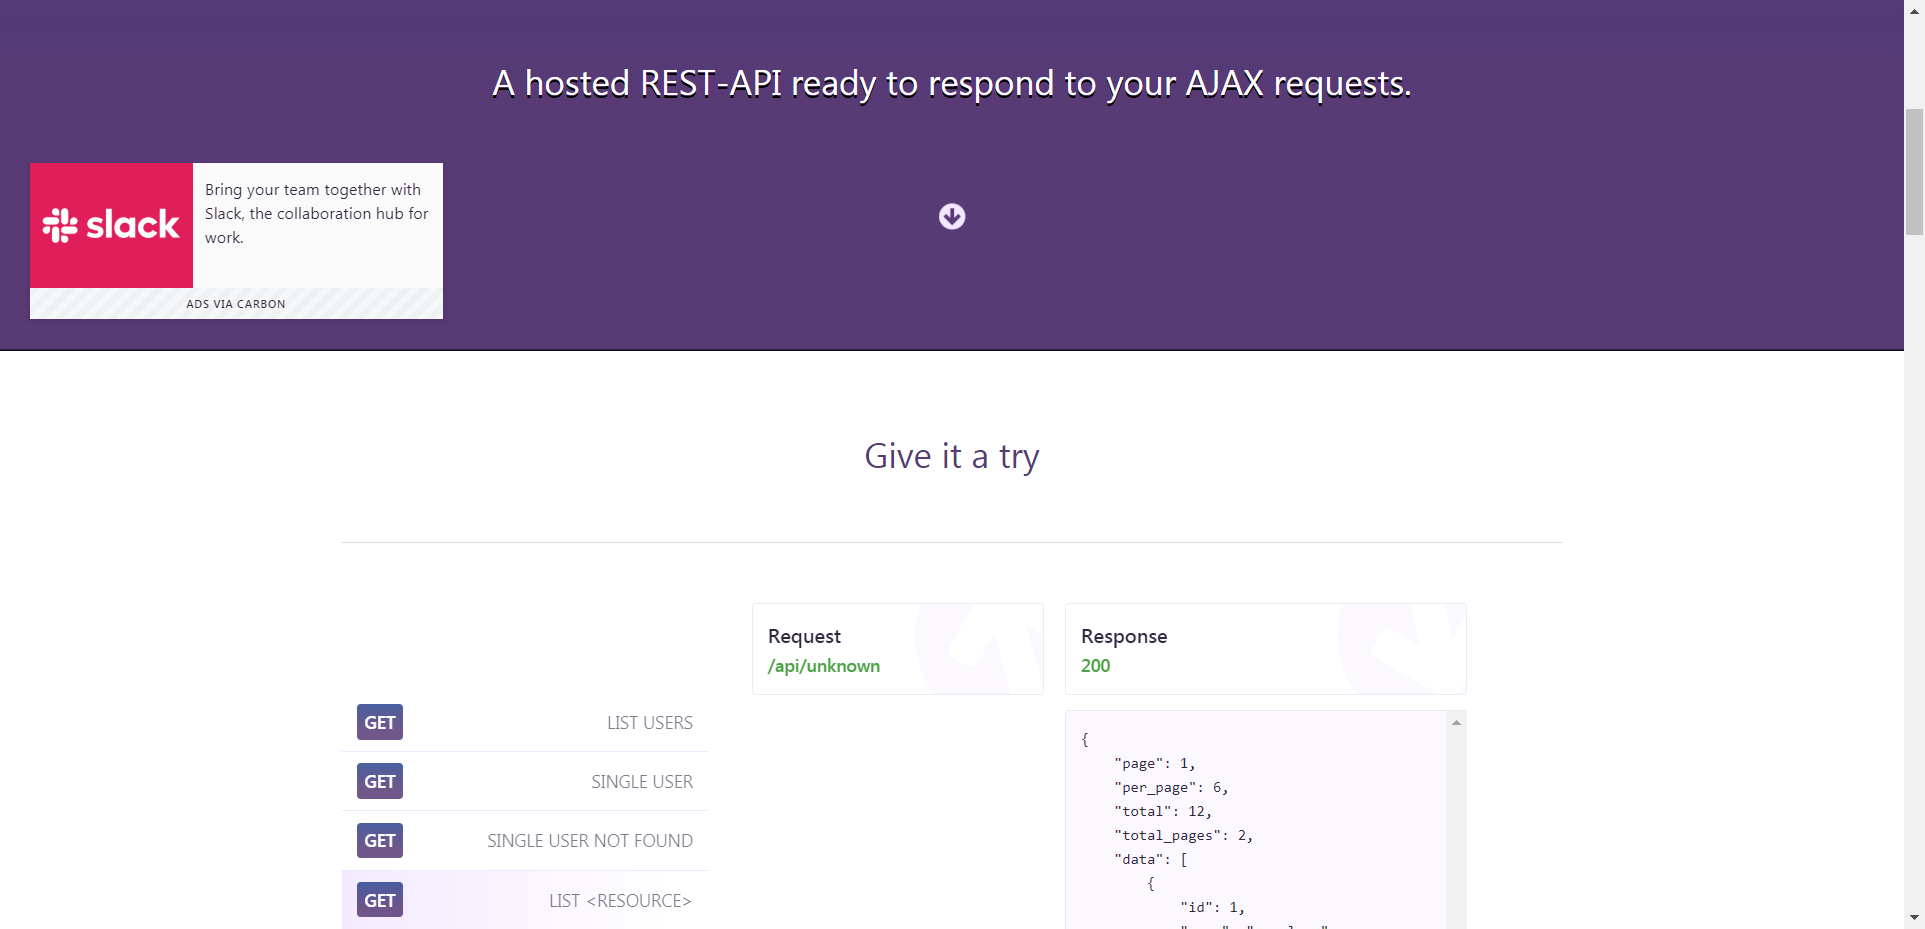 A hosted REST-API ready to respond to your AJAX requests.
slack
Bring your team together with
Slack, the collaboration hub for
work.
ADS VIA CARBON
Give it a try
Request
/api/unknown
Response
200
GET LIST USERS
GET SINGLE USER
GET SINGLE USER NOT FOUND
GET LIST <RESOURCE>
{
"page": 1,
"per_page": 6,
"total": 12,
"total_pages": 2,
"data": [
{
"id": 1,